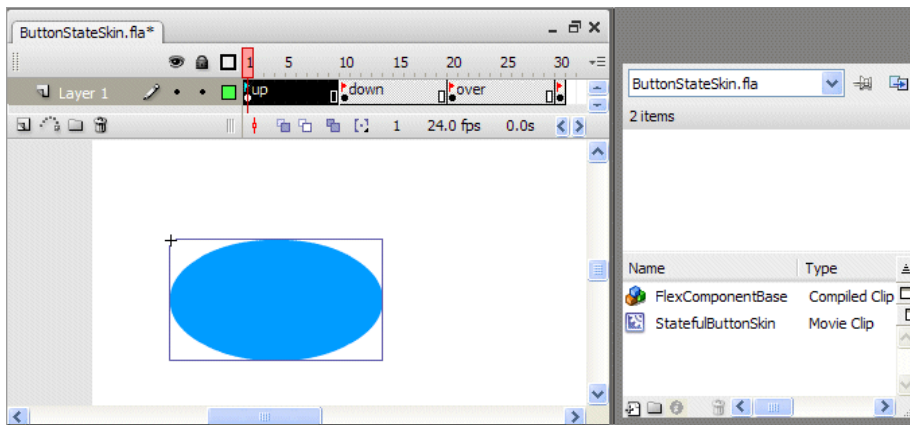 ButtonStateSkin.fla*
1 5 10 15 20 25 30
Layer 1 up down over
1 24.0 fps 0.0s
ButtonStateSkin.fla
2 items
Name Type
FlexComponentBase Compiled Clip
StatefulButtonSkin Movie Clip